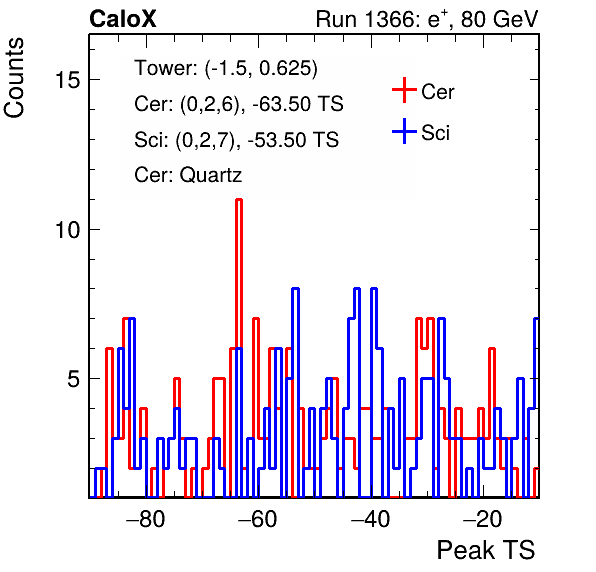 CaloX Run 1366: e⁺, 80 GeV
Counts
Tower: (-1.5, 0.625)
Cer: (0,2,6), -63.50 TS
Sci: (0,2,7), -53.50 TS
Cer: Quartz
Cer
Sci
15
10
5
−80 −60 −40 −20
Peak TS